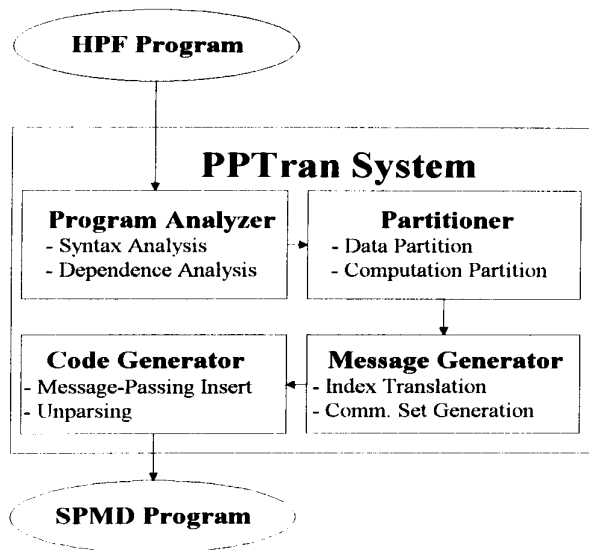 HPF Program
PPTran System
Program Analyzer
- Syntax Analysis
- Dependence Analysis
Partitioner
- Data Partition
- Computation Partition
Message Generator
- Index Translation
- Comm. Set Generation
Code Generator
- Message-Passing Insert
- Unparsing
SPMD Program